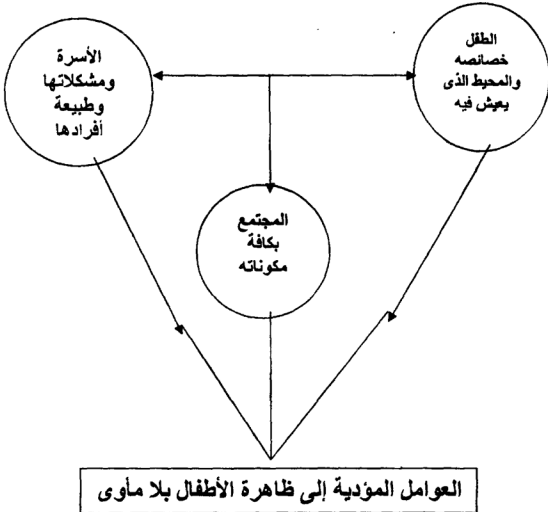 الطفل
خصائصه
والمحيط الذى
يعيش فيه
الأسرة
ومشكلاتها
وطبيعة
أفرادها
المجتمع
بكافة
مكوناته
العوامل المؤدية إلى ظاهرة الأطفال بلا مأوى